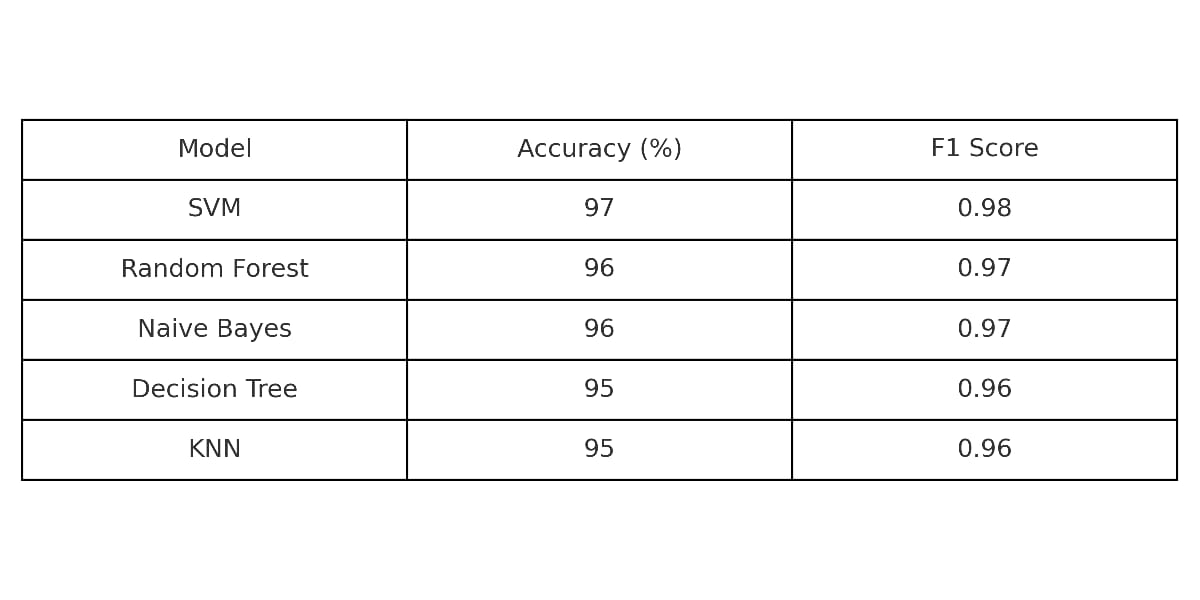 Model Accuracy (%) F1 Score
SVM 97 0.98
Random Forest 96 0.97
Naive Bayes 96 0.97
Decision Tree 95 0.96
KNN 95 0.96